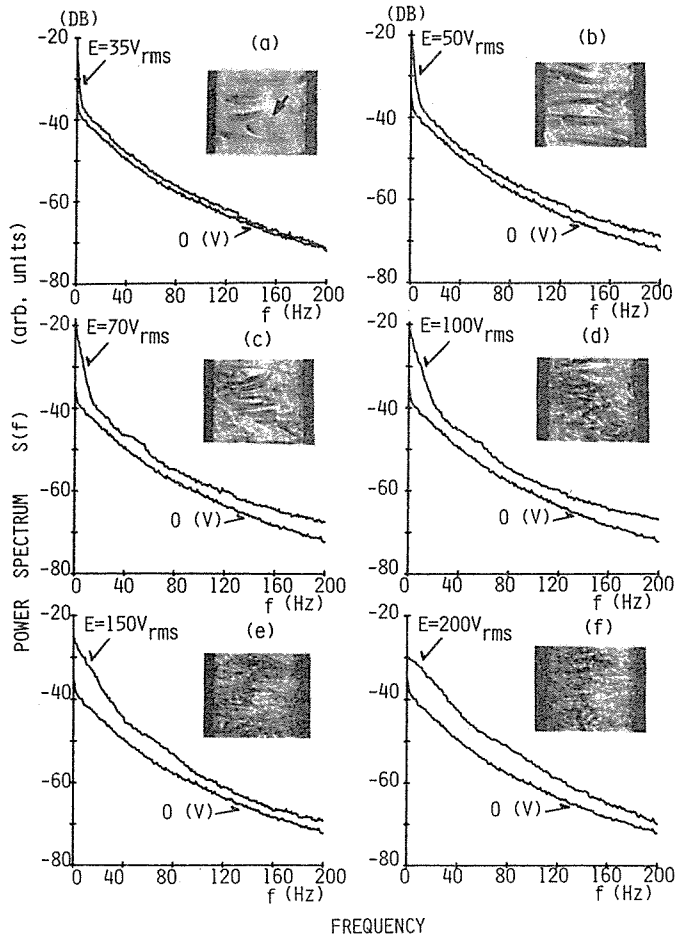 (DB)
-20
E=35Vrms
(a)
-40
-60
0 (V)
-80
0 40 80 120 160 200
f (Hz)
(DB)
-20
E=50Vrms
(b)
-40
-60
0 (V)
-80
0 40 80 120 160 200
f (Hz)
-20
E=70Vrms
(c)
-40
-60
0 (V)
-80
0 40 80 120 160 200
f (Hz)
-20
E=100Vrms
(d)
-40
-60
0 (V)
-80
0 40 80 120 160 200
f (Hz)
-20
E=150Vrms
(e)
-40
-60
0 (V)
-80
0 40 80 120 160 200
f (Hz)
-20
E=200Vrms
(f)
-40
-60
0 (V)
-80
0 40 80 120 160 200
f (Hz)
POWER SPECTRUM S(f) (arb. units)
FREQUENCY